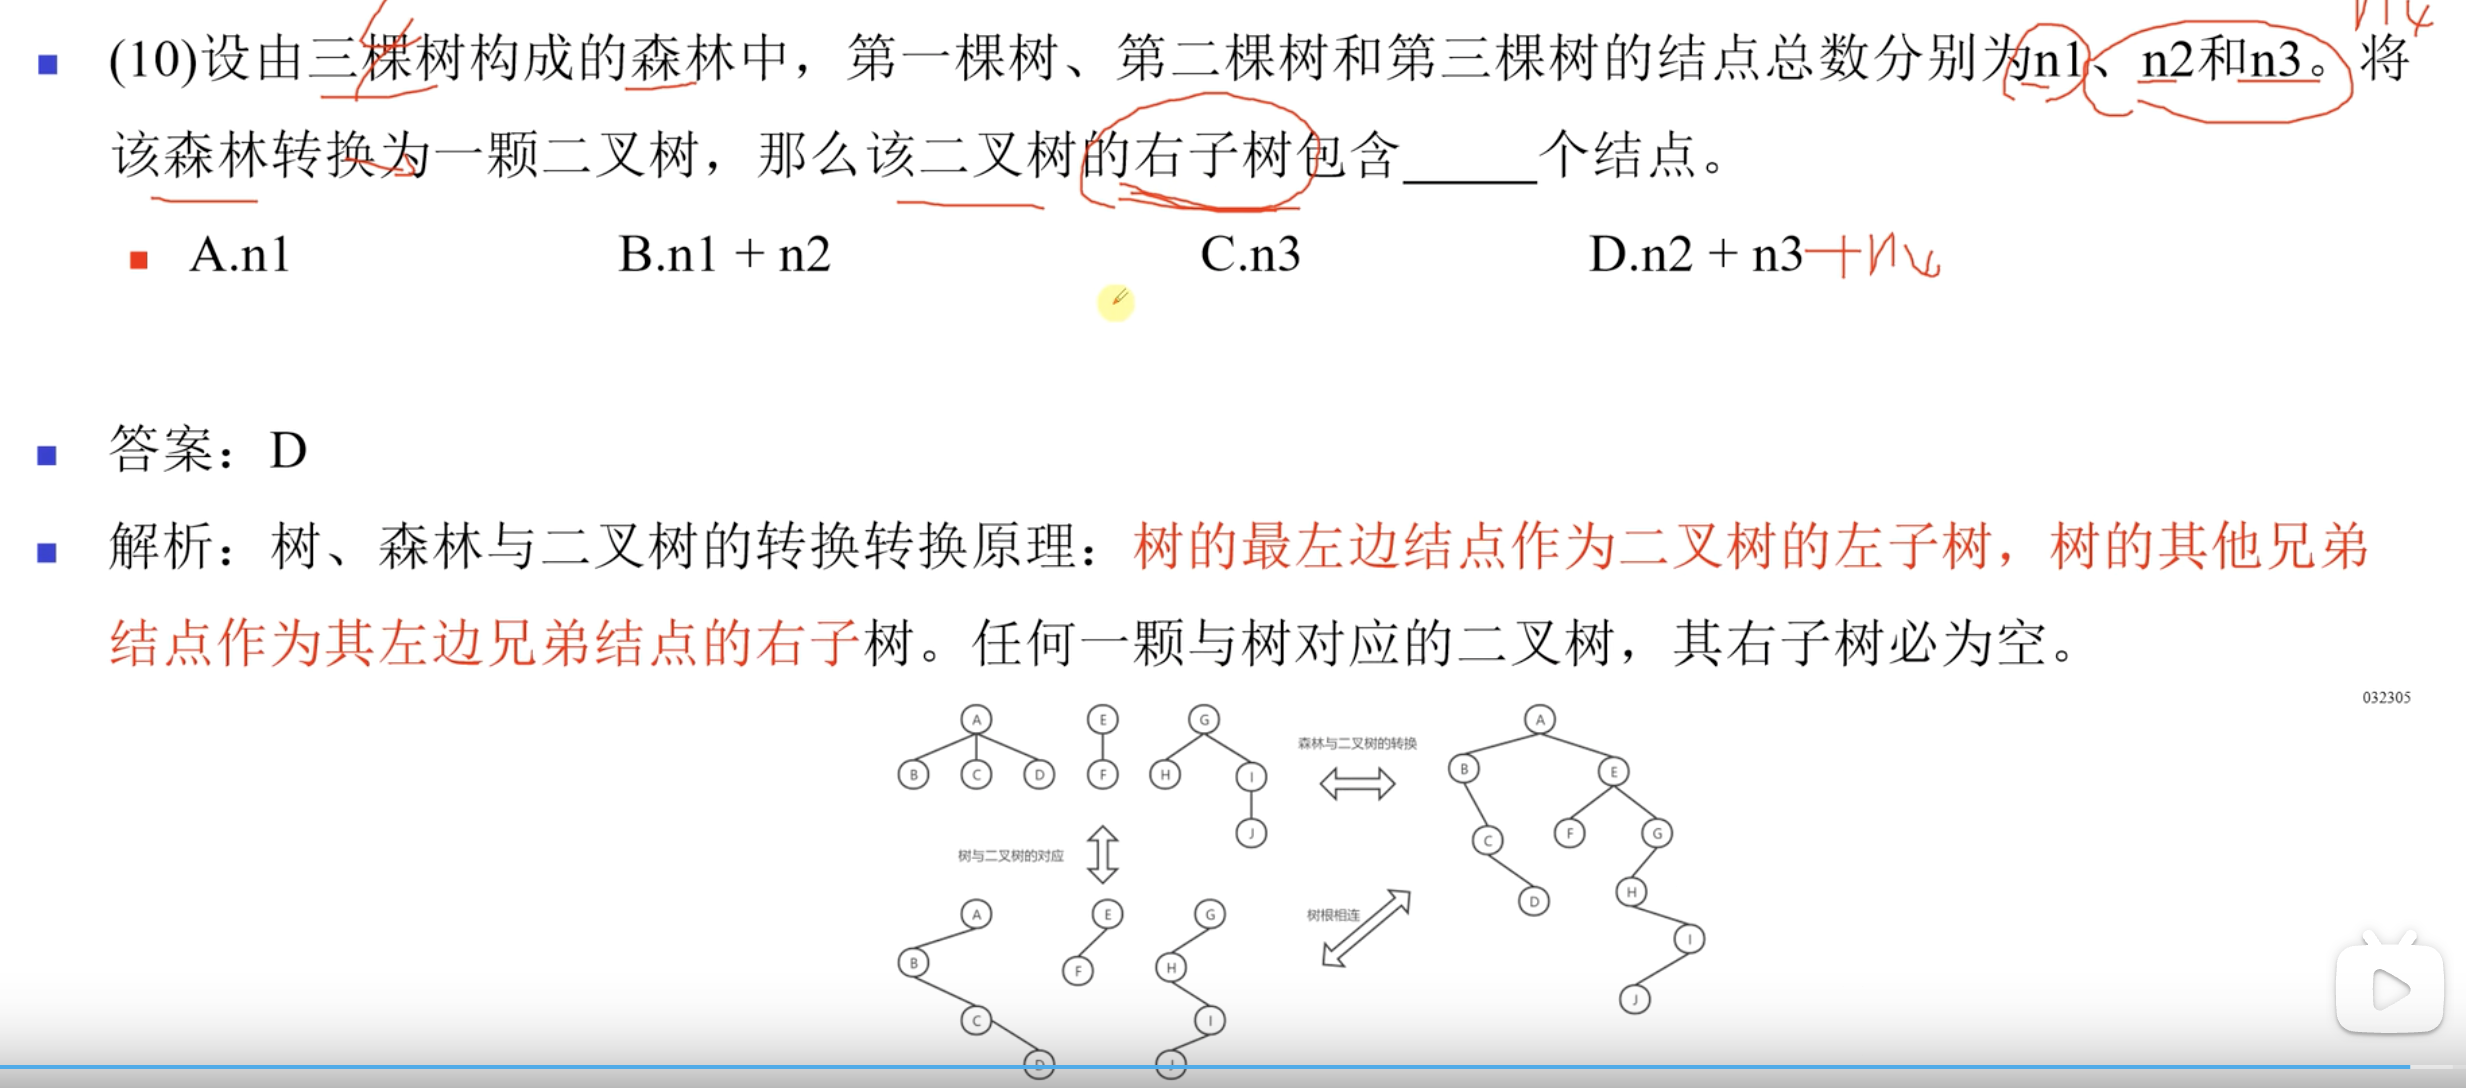 n4
(10)设由三棵树构成的森林中，第一棵树、第二棵树和第三棵树的结点总数分别为n1、n2和n3。将
该森林转换为一颗二叉树，那么该二叉树的右子树包含_____个结点。
A.n1 B.n1 + n2 C.n3 D.n2 + n3+n4
答案：D
解析：树、森林与二叉树的转换转换原理：树的最左边结点作为二叉树的左子树，树的其他兄弟
结点作为其左边兄弟结点的右子树。任何一颗与树对应的二叉树，其右子树必为空。
032305
A E G A
森林与二叉树的转换
B C D F H I B E
J C F G
树与二叉树的对应
H
D
A E G
树根相连
I
B F H
J
C I
D J